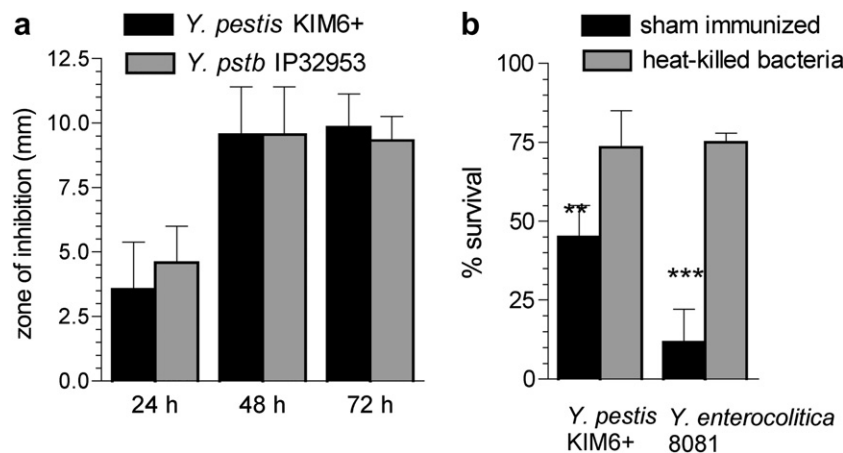 a
Y. pestis KIM6+
Y. pstb IP32953
zone of inhibition (mm)
12.5
10.0
7.5
5.0
2.5
0.0
24 h 48 h 72 h
b
sham immunized
heat-killed bacteria
% survival
100
75
50
25
0
**
***
Y. pestis Y. enterocolitica
KIM6+ 8081